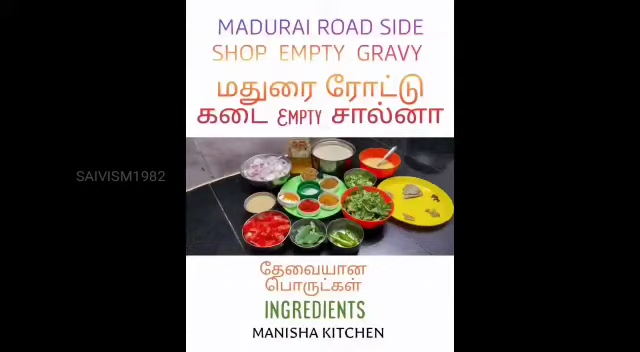 MADURAI ROAD SIDE
SHOP EMPTY GRAVY
மதுரை ரோட்டு
கடை EMPTY சால்னா
SAIVISM1982
தேவையான
பொருட்கள்
INGREDIENTS
MANISHA KITCHEN